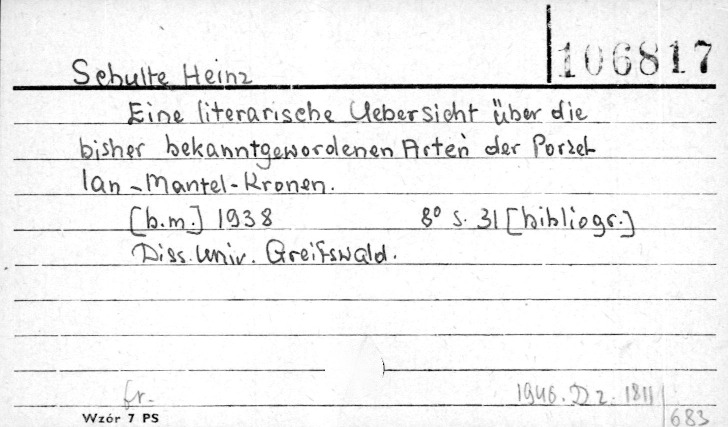 106817
Schulte Heinz
Eine literarische Uebersicht über die
bisher bekanntgewordenen Arten der Porzel-
lan-Mantel-Kronen.
[b.m.] 1938 8° s. 31 [bibliogr.]
Diss. Univ. Greifswald.
fr. 1946. D z. 1811
Wzór 7 PS 683